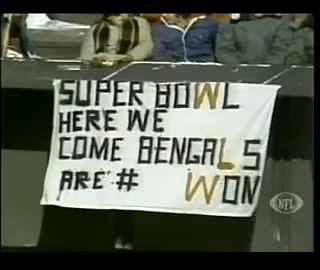 SUPER BOWL
HERE WE
COME BENGALS
ARE # WON
NFL